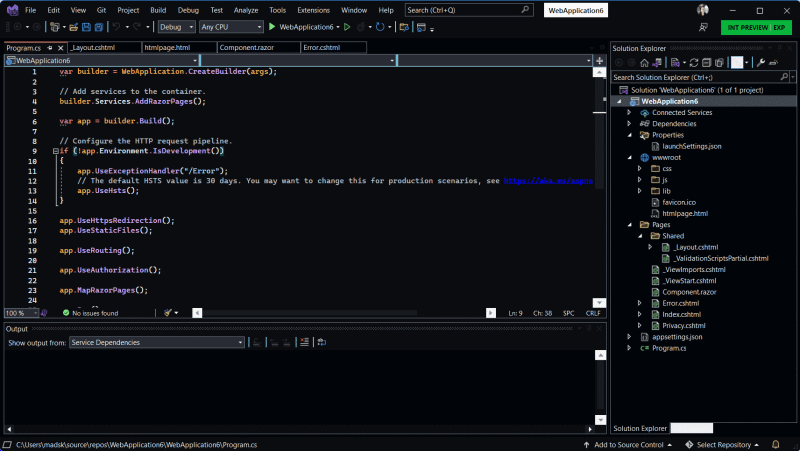 File Edit View Git Project Build Debug Test Analyze Tools Extensions Window Help Search (Ctrl+Q) WebApplication6
Debug Any CPU WebApplication6 INT PREVIEW EXP
Program.cs _Layout.cshtml htmlpage.html Component.razor Error.cshtml
WebApplication6
1 var builder = WebApplication.CreateBuilder(args);
2
3 // Add services to the container.
4 builder.Services.AddRazorPages();
5
6 var app = builder.Build();
7
8 // Configure the HTTP request pipeline.
9 if (!app.Environment.IsDevelopment())
10 {
11 app.UseExceptionHandler("/Error");
12 // The default HSTS value is 30 days. You may want to change this for production scenarios, see
13 app.UseHsts();
14 }
15
16 app.UseHttpsRedirection();
17 app.UseStaticFiles();
18
19 app.UseRouting();
20
21 app.UseAuthorization();
22
23 app.MapRazorPages();
24
100 % No issues found Ln: 9 Ch: 38 SPC CRLF
Output
Show output from: Service Dependencies
Solution Explorer
Search Solution Explorer (Ctrl+;)
Solution 'WebApplication6' (1 of 1 project)
WebApplication6
Connected Services
Dependencies
Properties
launchSettings.json
wwwroot
css
js
lib
favicon.ico
htmlpage.html
Pages
Shared
_Layout.cshtml
_ValidationScriptsPartial.cshtml
_ViewImports.cshtml
_ViewStart.cshtml
Component.razor
Error.cshtml
Index.cshtml
Privacy.cshtml
appsettings.json
C# Program.cs
Solution Explorer
C:\Users\madsk\source\repos\WebApplication6\WebApplication6\Program.cs Add to Source Control Select Repository